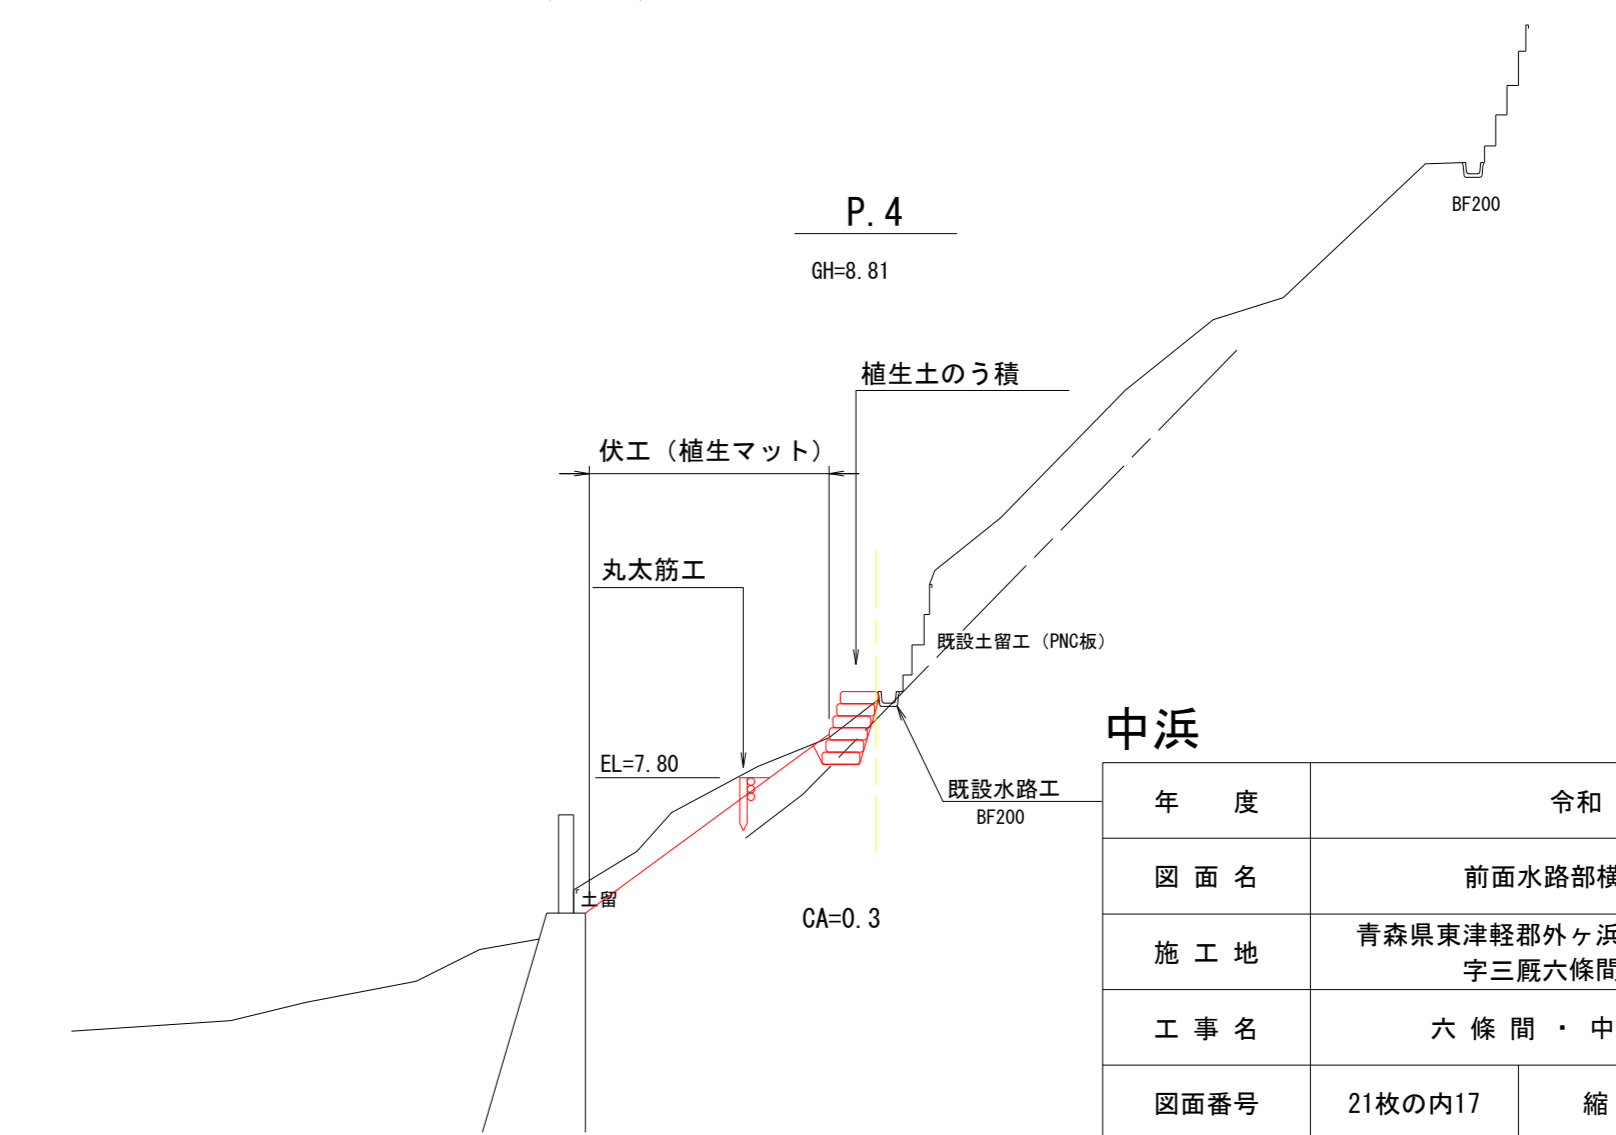 P.4
GH=8.81
BF200
植生土のう積
伏工（植生マット）
丸太筋工
既設土留工（PNC板）
EL=7.80
既設水路工
BF200
土留
CA=0.3
中浜
年 度
令和
図 面 名
前面水路部横
施 工 地
青森県東津軽郡外ヶ浜
字三厩六條間
工 事 名
六 條 間 ・ 中
図面番号
21枚の内17
縮